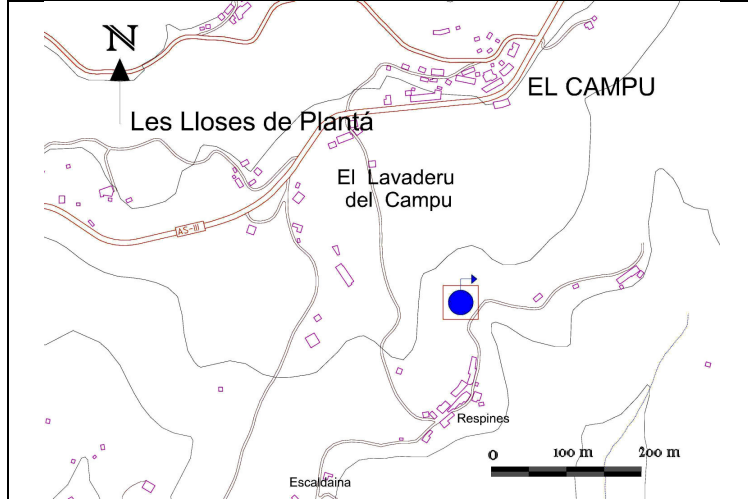 N
EL CAMPU
Les Lloses de Plantá
El Lavaderu
del Campu
AS-III
Respines
0 100 m 200 m
Escaldaina